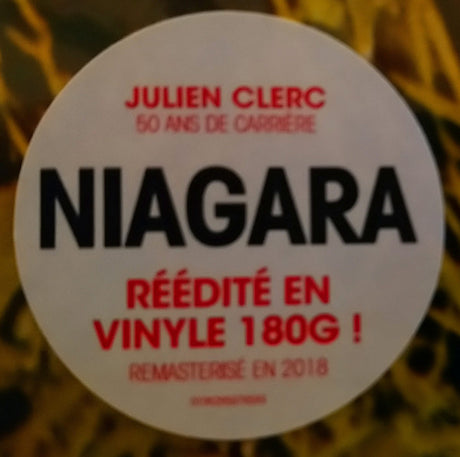 JULIEN CLERC
50 ANS DE CARRIÈRE
NIAGARA
RÉÉDITÉ EN
VINYLE 180G !
REMASTERISÉ EN 2018